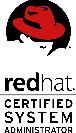 redhat.
CERTIFIED
SYSTEM
ADMINISTRATOR